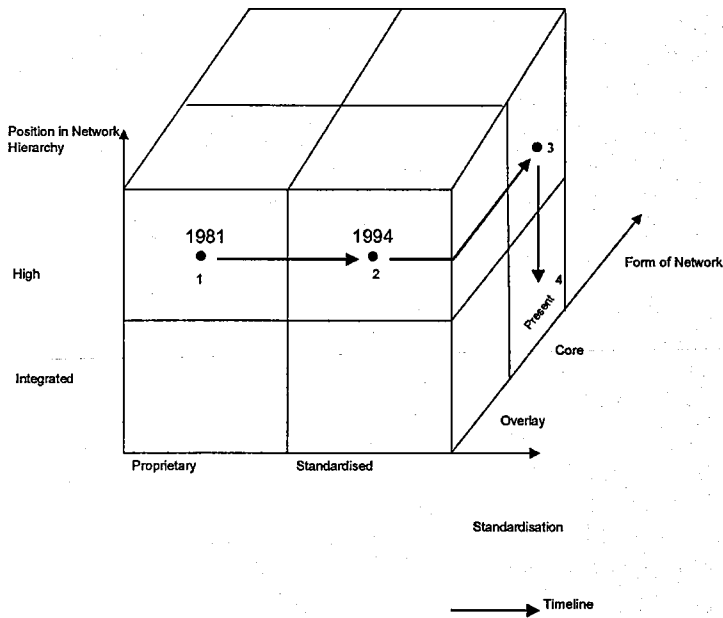 Position in Network
Hierarchy
3
1981
1994
1
2
High
Form of Network
4
Present
Core
Integrated
Overlay
Proprietary
Standardised
Standardisation
Timeline